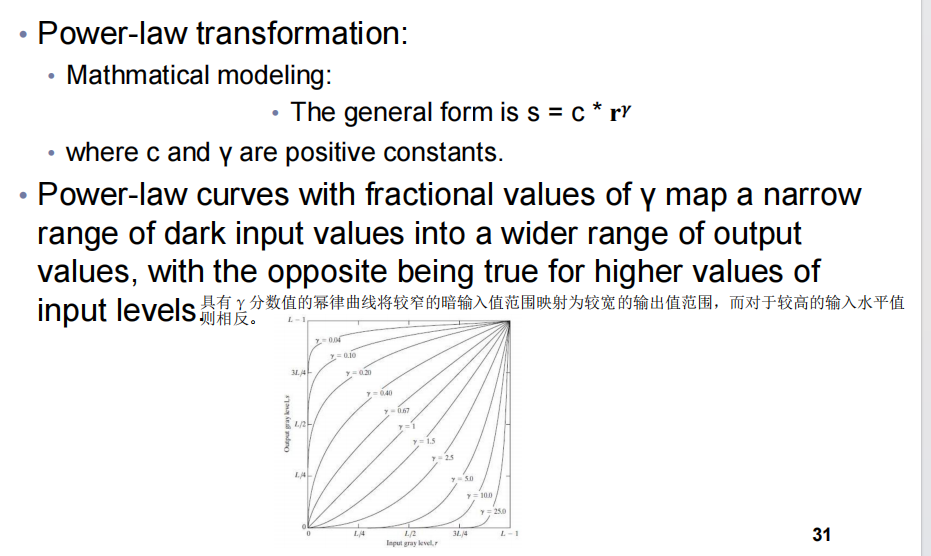 • Power-law transformation:
• Mathmatical modeling:
• The general form is s = c * r^γ
• where c and γ are positive constants.
• Power-law curves with fractional values of γ map a narrow
range of dark input values into a wider range of output
values, with the opposite being true for higher values of
input levels
具有 γ 分数值的幂律曲线将较窄的暗输入值范围映射为较宽的输出值范围，而对于较高的输入水平值
则相反。
L − 1
γ = 0.04
γ = 0.10
3L/4
γ = 0.20
γ = 0.40
γ = 0.67
Output gray level, s
L/2
γ = 1
γ = 1.5
γ = 2.5
L/4
γ = 5.0
γ = 10.0
γ = 25.0
0
0
L/4
L/2
3L/4
L − 1
Input gray level, r
31